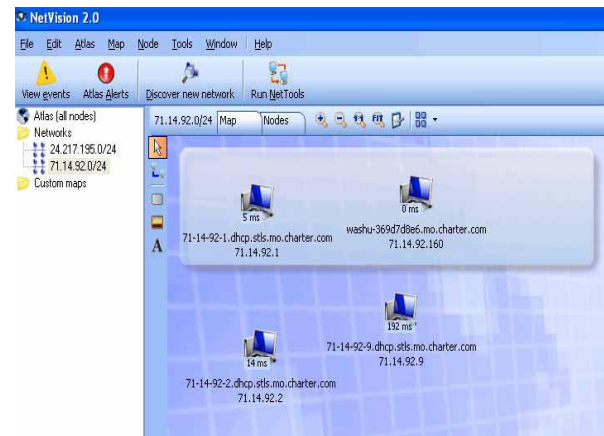 NetVision 2.0
File Edit Atlas Map Node Tools Window Help
View events Atlas Alerts Discover new network Run NetTools
Atlas (all nodes)
Networks
24.217.195.0/24
71.14.92.0/24
Custom maps
71.14.92.0/24 Map Nodes
A
5 ms
71-14-92-1.dhcp.stls.mo.charter.com
71.14.92.1
0 ms
washu-369d7d8e6.mo.charter.com
71.14.92.160
192 ms
71-14-92-9.dhcp.stls.mo.charter.com
71.14.92.9
14 ms
71-14-92-2.dhcp.stls.mo.charter.com
71.14.92.2